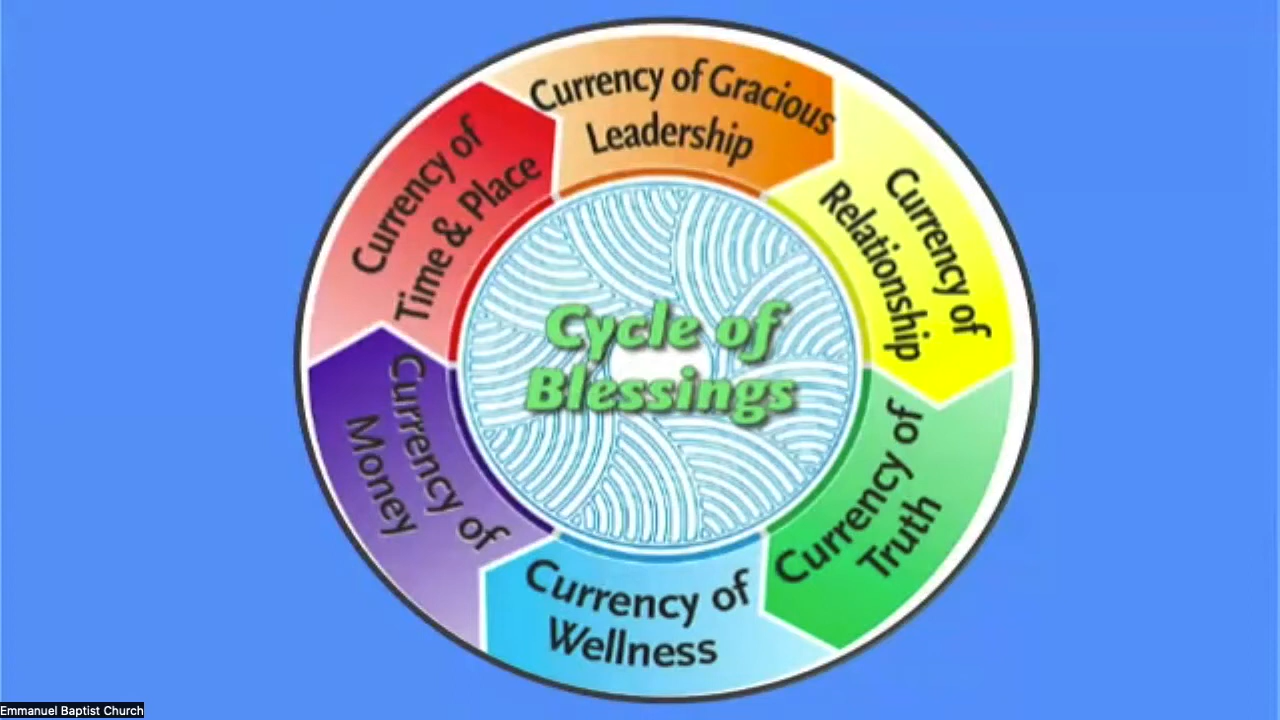 Currency of Gracious
Leadership
Currency of
Relationship
Currency of
Truth
Currency of
Wellness
Currency of
Money
Currency of
Time & Place
Cycle of
Blessings
Emmanuel Baptist Church